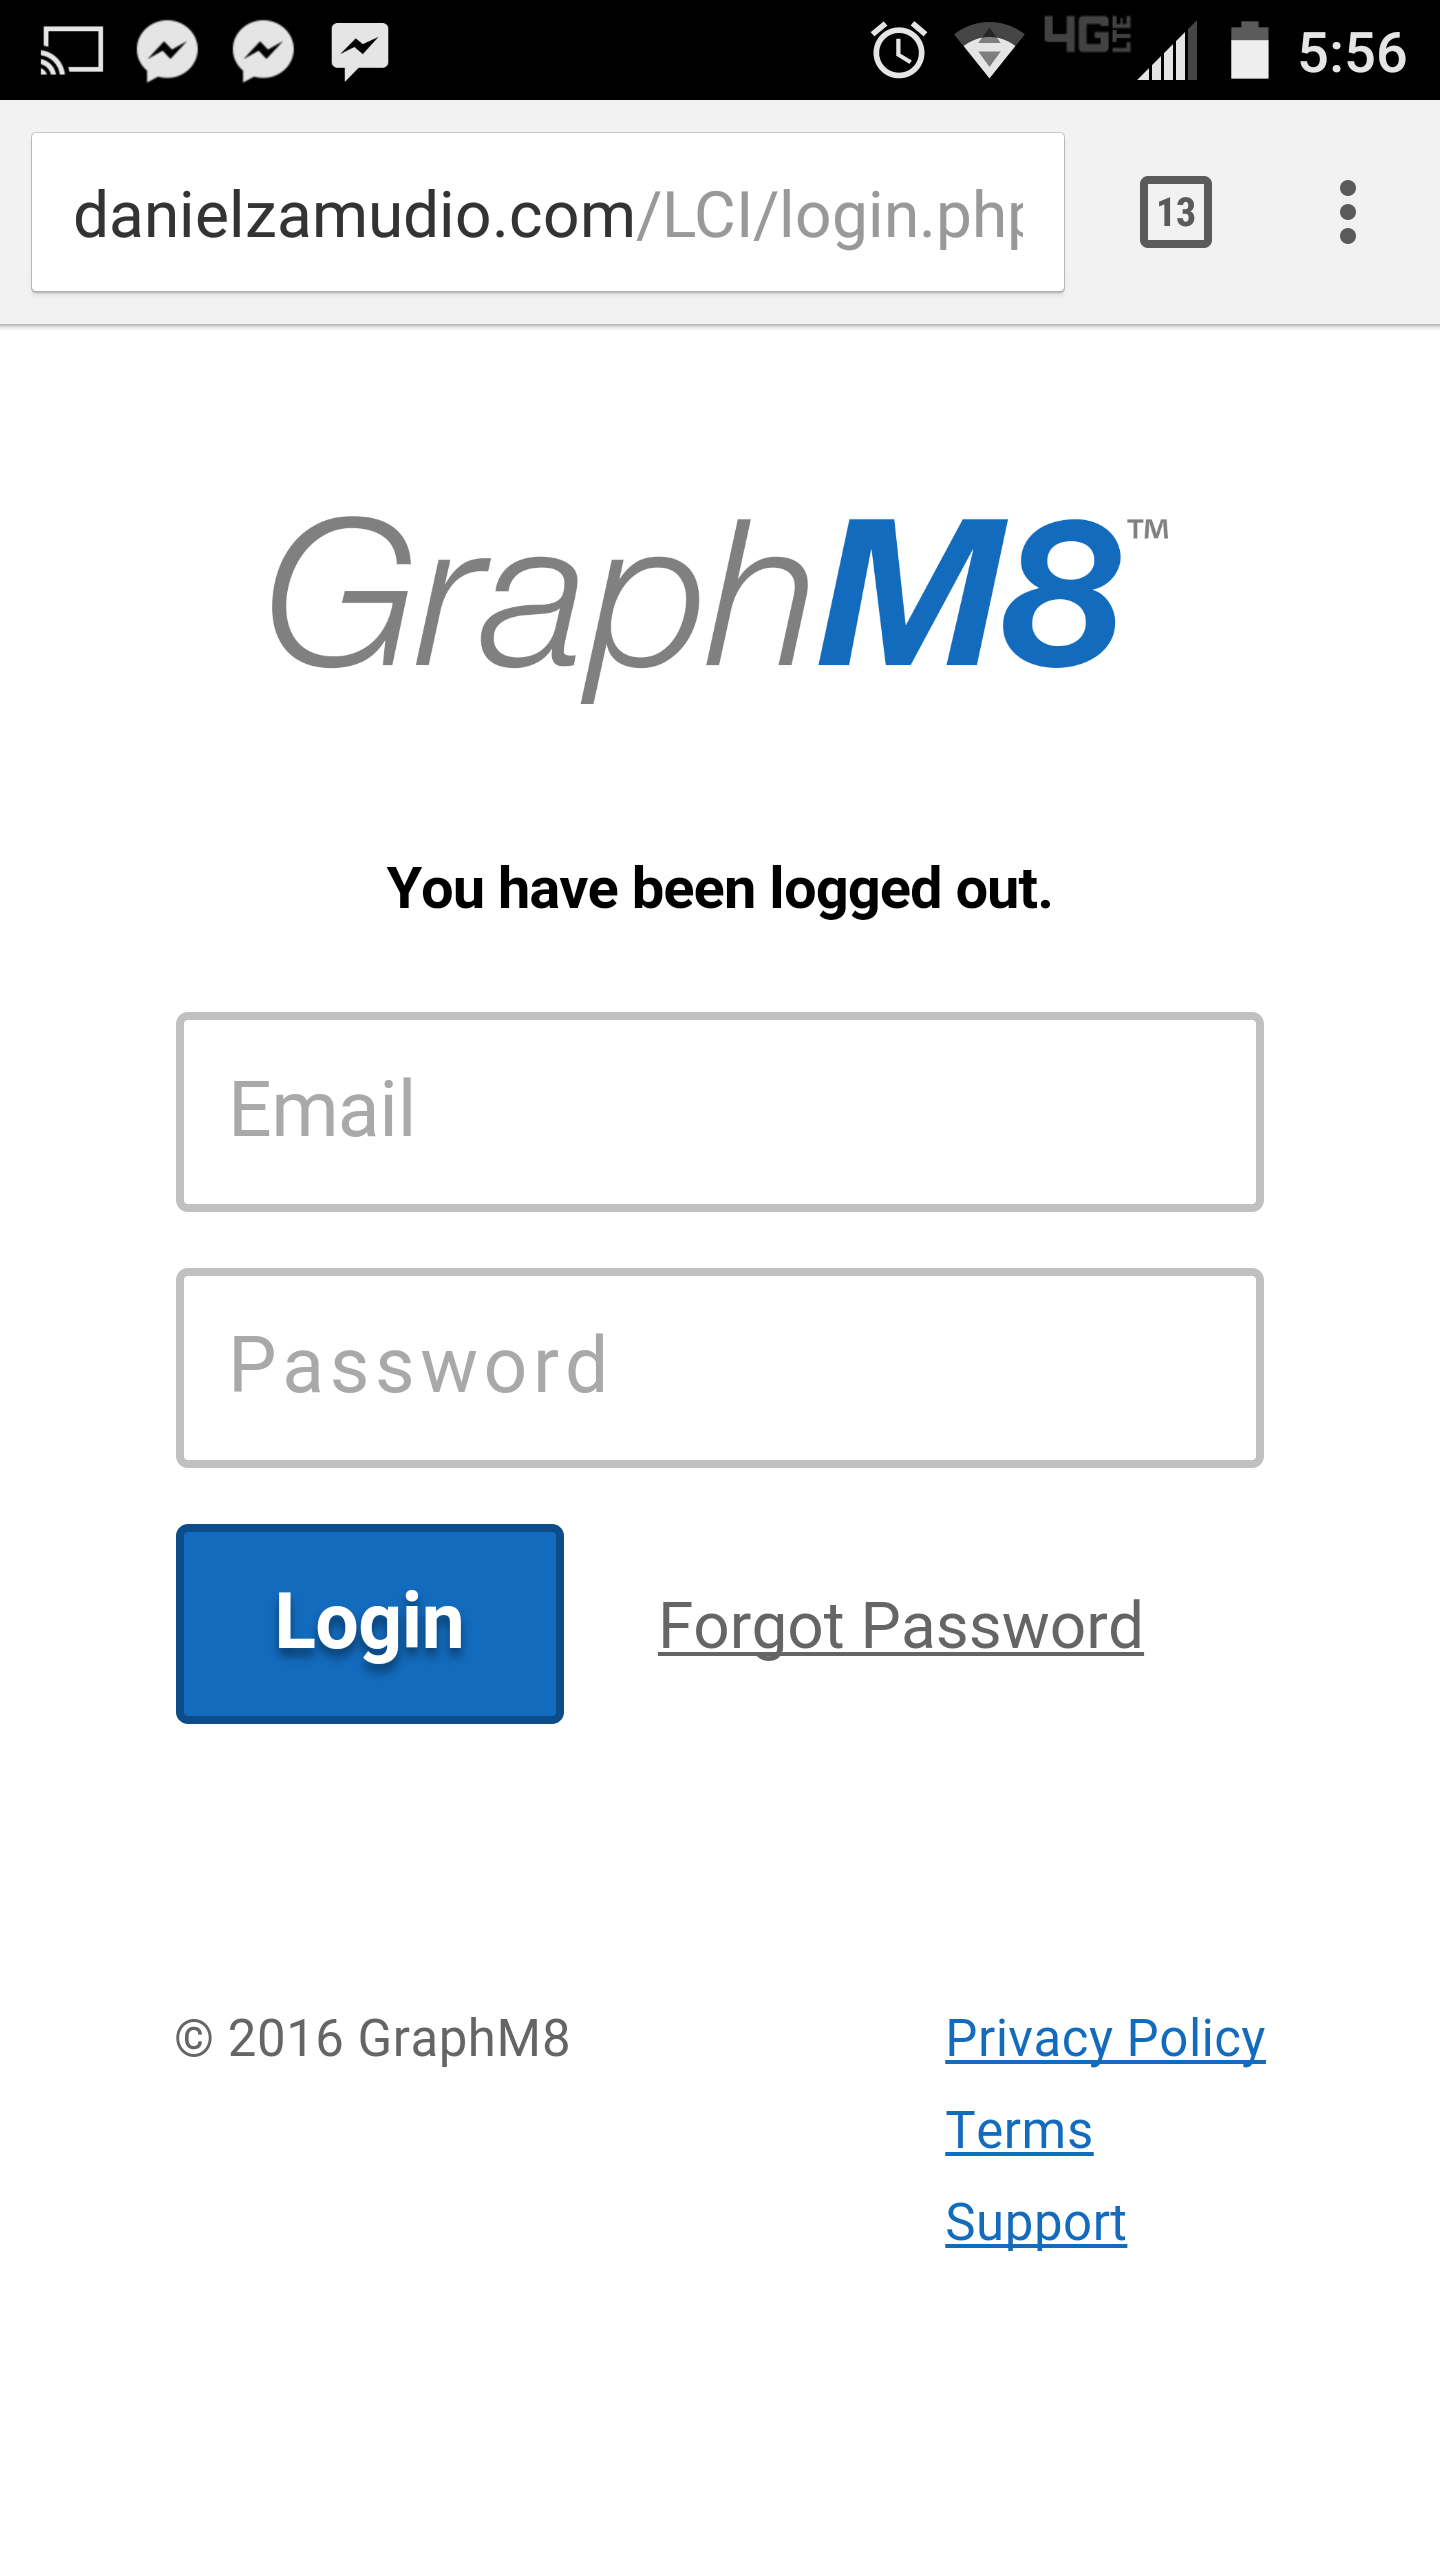 4G LTE 5:56
danielzamudio.com/LCI/login.php
13
GraphM8™
You have been logged out.
Email
Password
Login Forgot Password
© 2016 GraphM8 Privacy Policy
Terms
Support